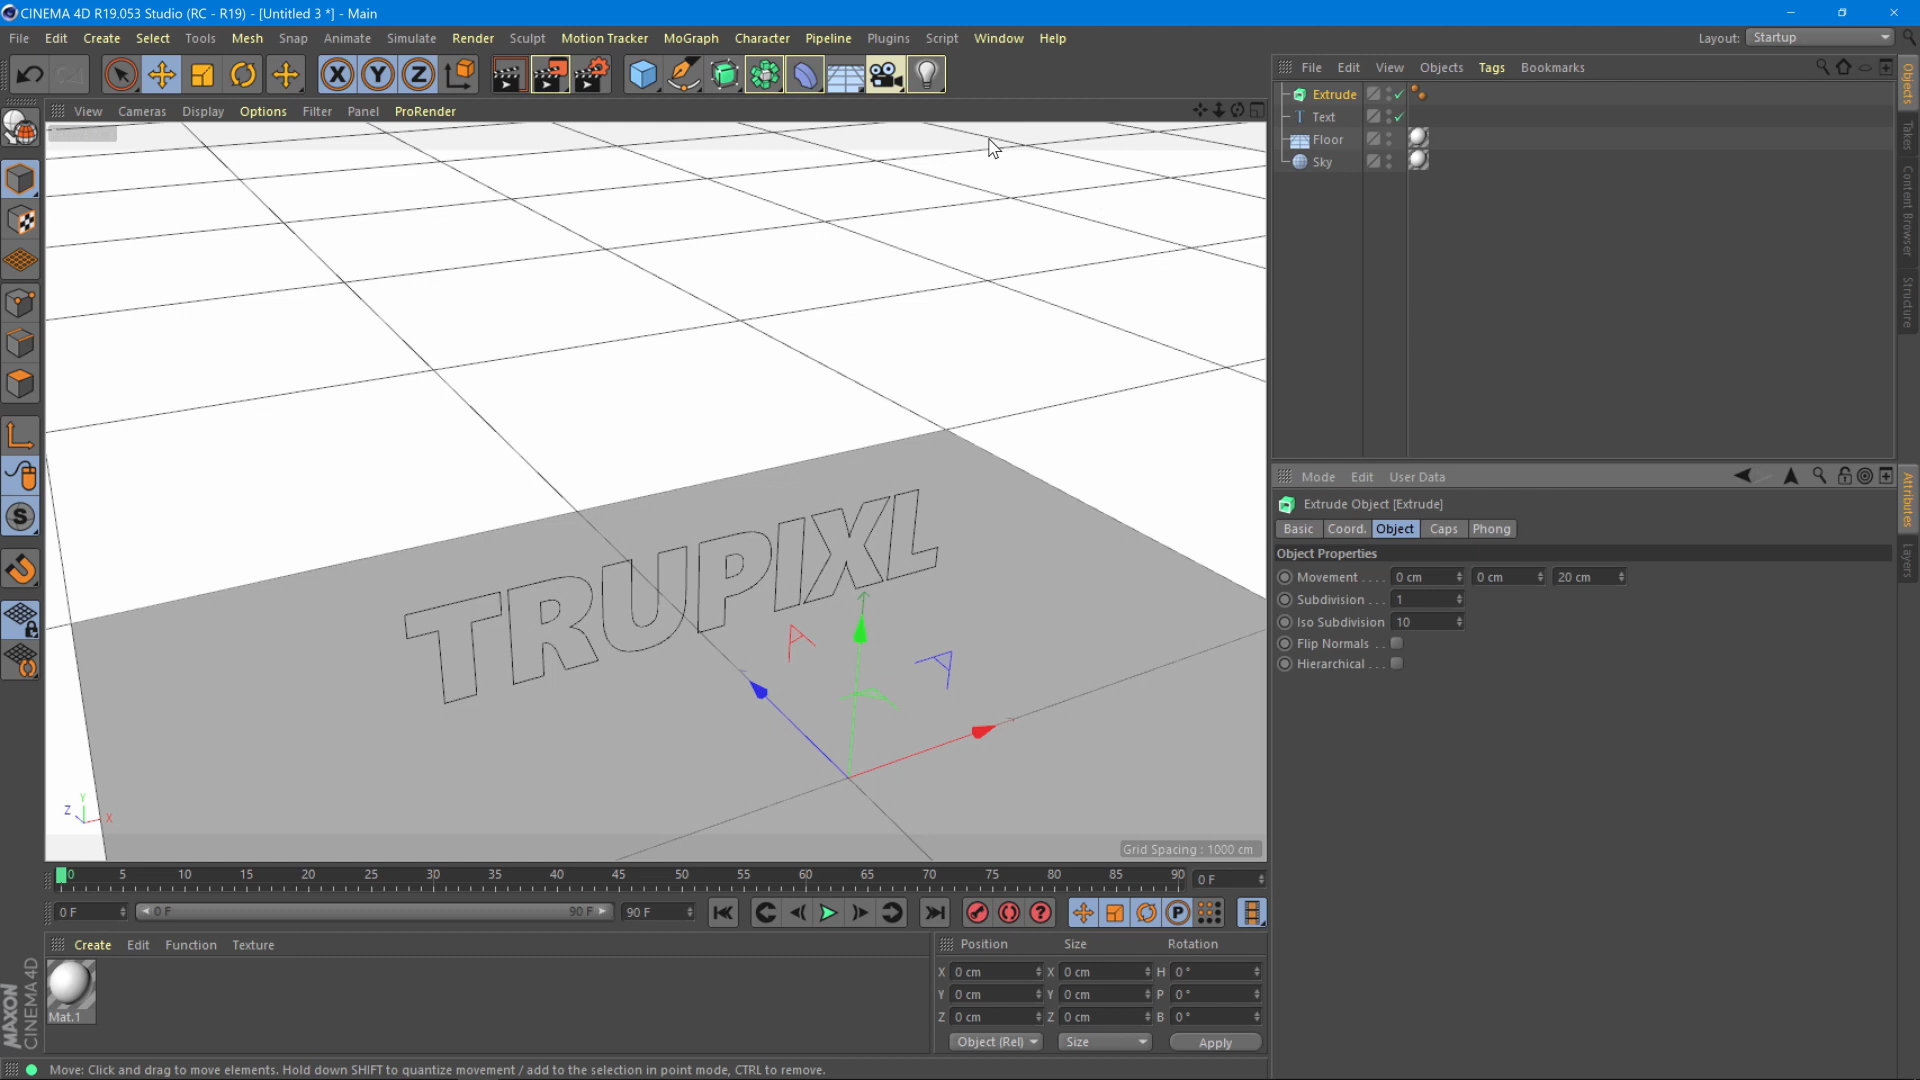 CINEMA 4D R19.053 Studio (RC - R19) - [Untitled 3 *] - Main
File Edit Create Select Tools Mesh Snap Animate Simulate Render Sculpt Motion Tracker MoGraph Character Pipeline Plugins Script Window Help
Layout: Startup
X Y Z
File Edit View Objects Tags Bookmarks
View Cameras Display Options Filter Panel ProRender
Extrude
Text
Floor
Sky
Objects
Takes
Content Browser
Structure
Mode Edit User Data
Extrude Object [Extrude]
Basic Coord. Object Caps Phong
Object Properties
Movement . . . . 0 cm 0 cm 20 cm
Subdivision . . . 1
Iso Subdivision 10
Flip Normals . .
Hierarchical . . .
Attributes
Layers
TRUPIXL
Y
Z X
Grid Spacing : 1000 cm
0 5 10 15 20 25 30 35 40 45 50 55 60 65 70 75 80 85 90 0 F
0 F 0 F 90 F 90 F
Create Edit Function Texture
Mat.1
Position Size Rotation
X 0 cm X 0 cm H 0 °
Y 0 cm Y 0 cm P 0 °
Z 0 cm Z 0 cm B 0 °
Object (Rel) Size Apply
MAXON
CINEMA 4D
Move: Click and drag to move elements. Hold down SHIFT to quantize movement / add to the selection in point mode, CTRL to remove.